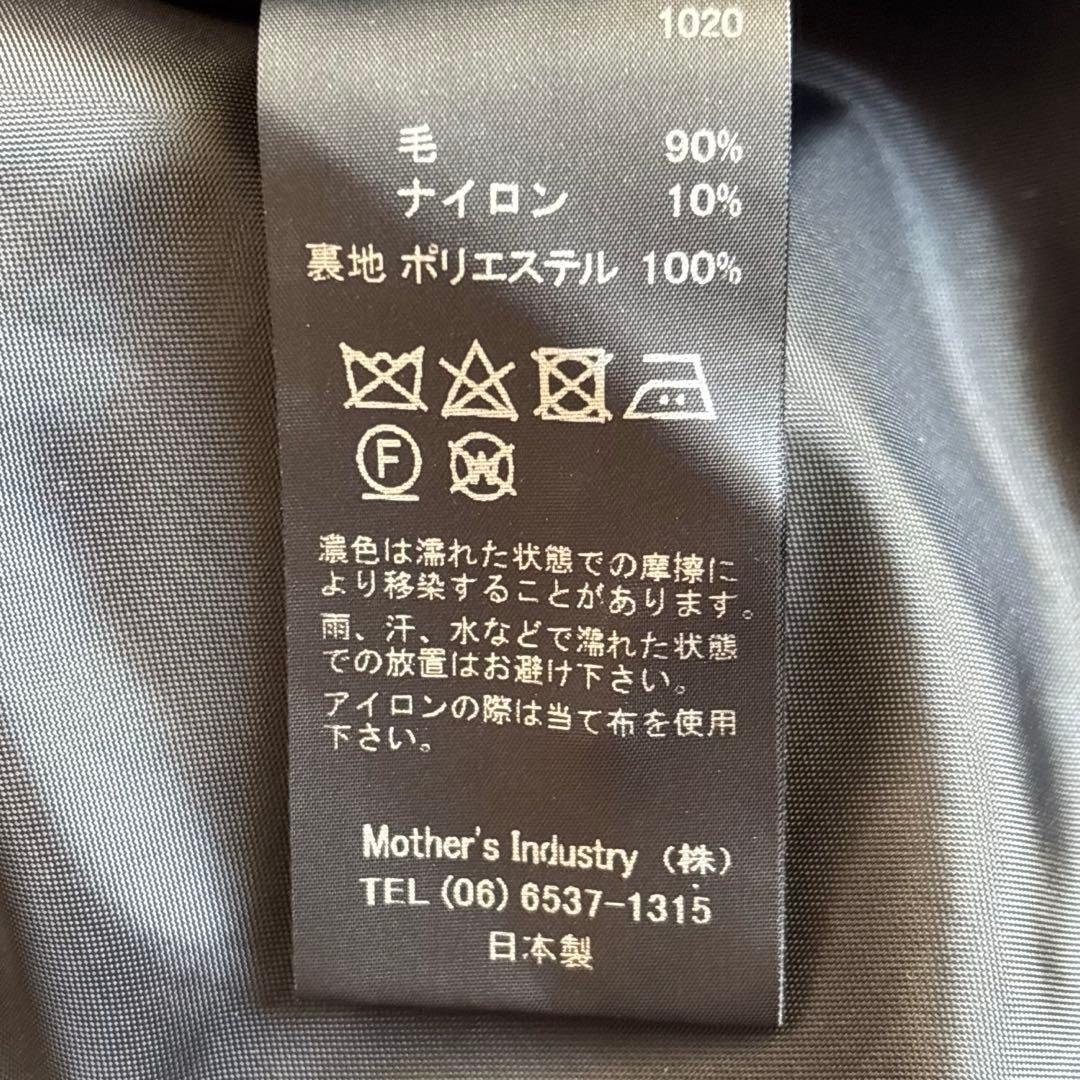 1020
毛 90%
ナイロン 10%
裏地 ポリエステル 100%
F W
濃色は濡れた状態での摩擦に
より移染することがあります。
雨、汗、水などで濡れた状態
での放置はお避け下さい。
アイロンの際は当て布を使用
下さい。
Mother's Industry（株）
TEL (06) 6537-1315
日本製